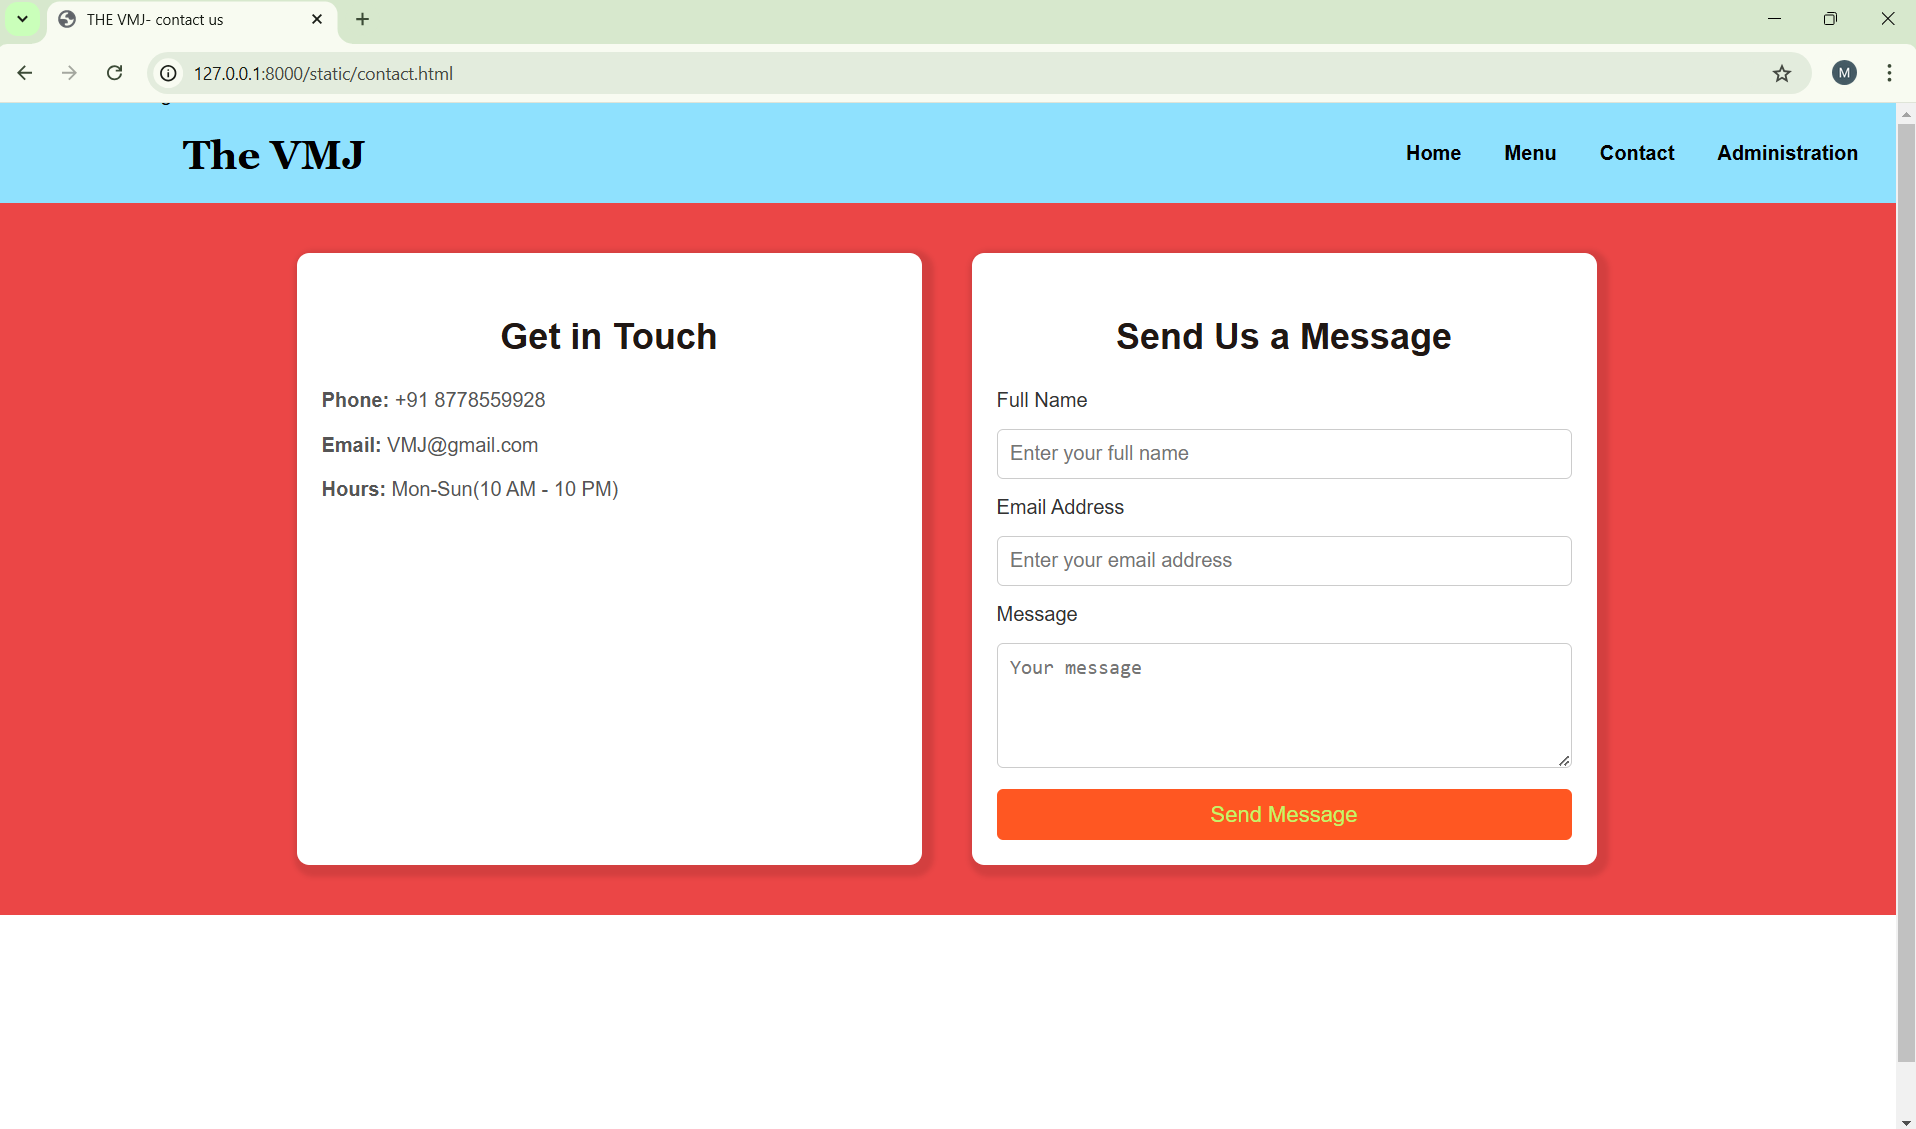 THE VMJ- contact us
127.0.0.1:8000/static/contact.html
M
The VMJ
Home Menu Contact Administration
Get in Touch
Phone: +91 8778559928
Email: VMJ@gmail.com
Hours: Mon-Sun(10 AM - 10 PM)
Send Us a Message
Full Name
Enter your full name
Email Address
Enter your email address
Message
Your message
Send Message